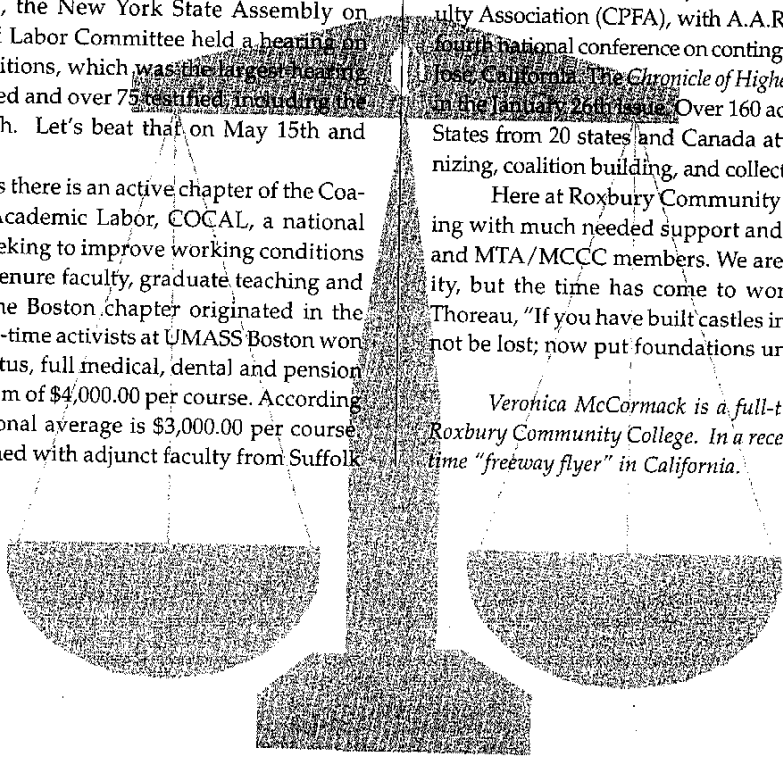 , the New York State Assembly on
Labor Committee held a hearing on
itions, which was the largest hearing
ed and over 75 testified, including the
h. Let's beat that on May 15th and
s there is an active chapter of the Coa-
cademic Labor, COCAL, a national
eking to improve working conditions
enure faculty, graduate teaching and
he Boston chapter originated in the
-time activists at UMASS Boston won
tus, full medical, dental and pension
m of $4,000.00 per course. According
onal average is $3,000.00 per course
ned with adjunct faculty from Suffolk
ulty Association (CPFA), with A.A.R
fourth national conference on conting
Jose, California. The Chronicle of Highe
in the January 26th issue. Over 160 ac
States from 20 states and Canada at
nizing, coalition building, and collect
Here at Roxbury Community
ing with much needed support and
and MTA/MCCC members. We are
ity, but the time has come to wor
Thoreau, "If you have built castles in
not be lost; now put foundations un
Veronica McCormack is a full-t
Roxbury Community College. In a rece
time "freeway flyer" in California.